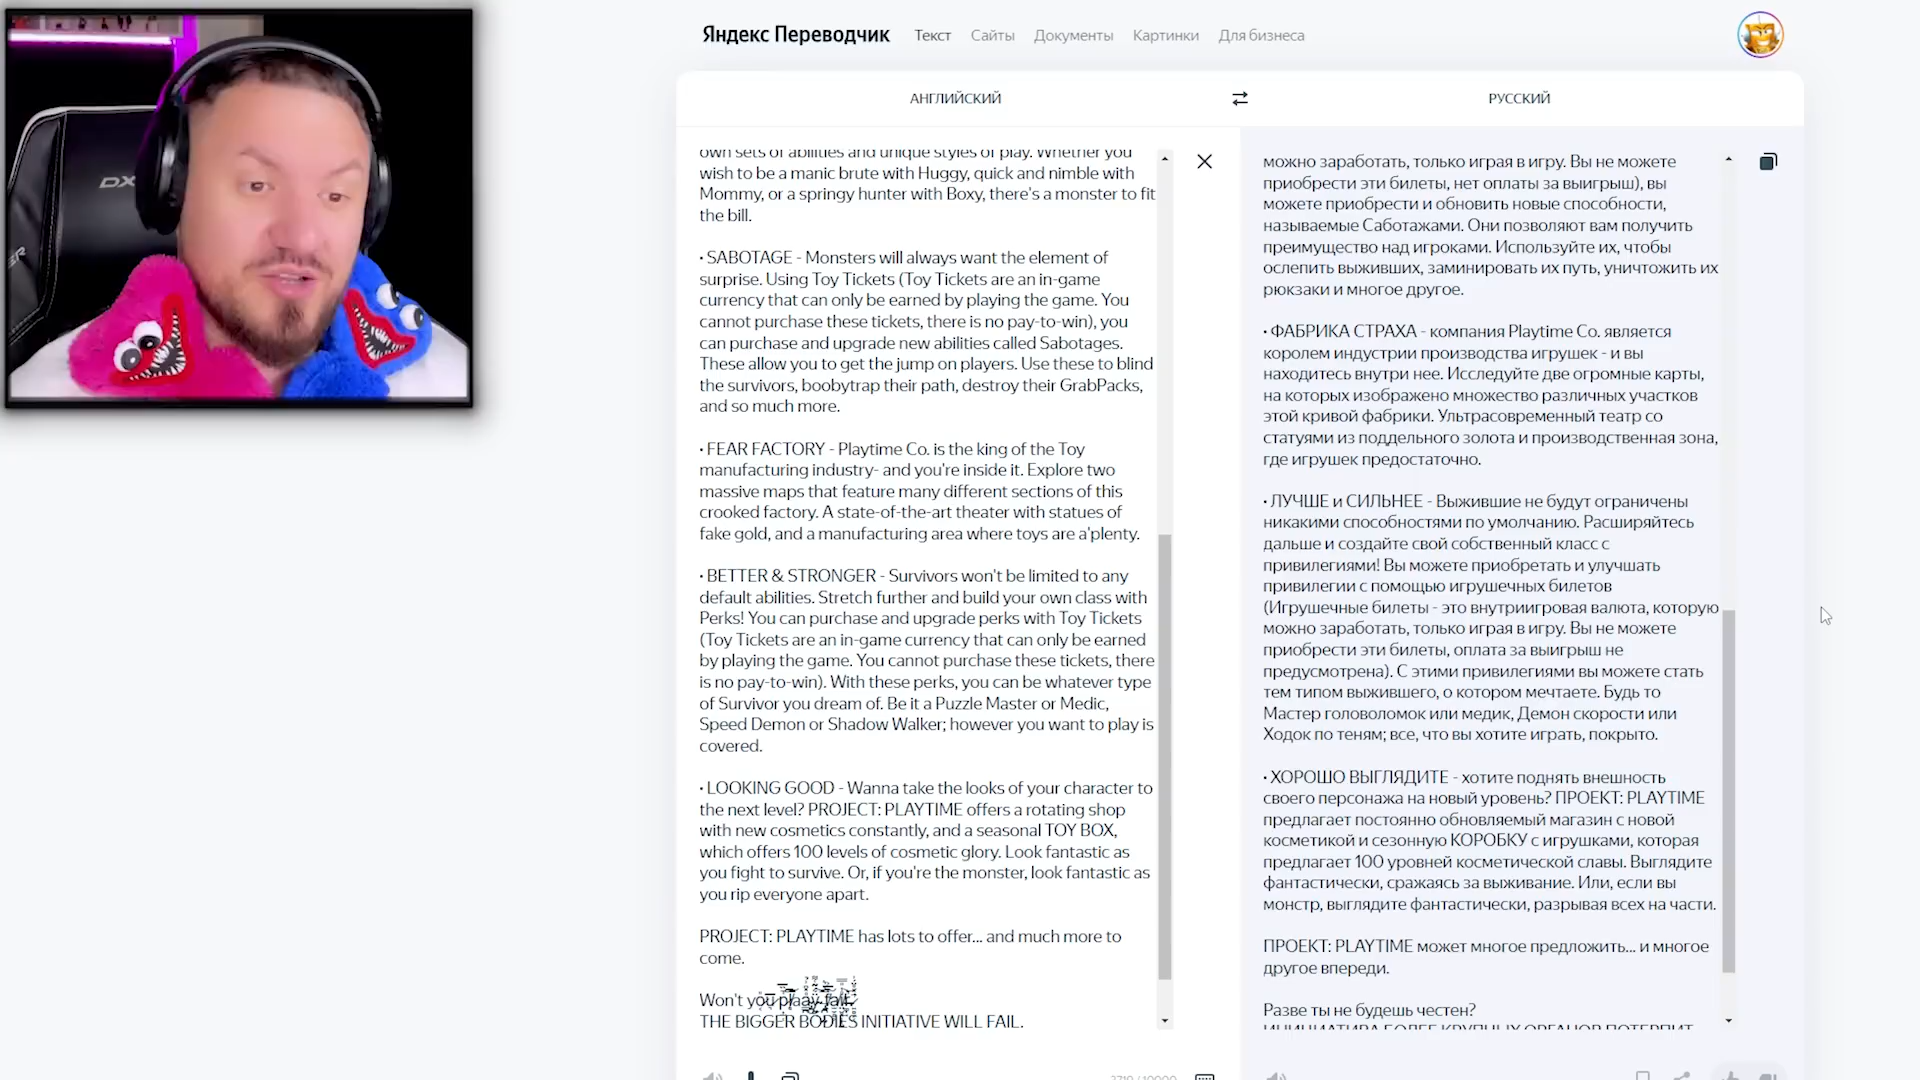 Яндекс Переводчик Текст Сайты Документы Картинки Для бизнеса
АНГЛИЙСКИЙ
РУССКИЙ
own sets of abilities and unique styles of play. Whether you
wish to be a manic brute with Huggy, quick and nimble with
Mommy, or a springy hunter with Boxy, there's a monster to fit
the bill.
• SABOTAGE - Monsters will always want the element of
surprise. Using Toy Tickets (Toy Tickets are an in-game
currency that can only be earned by playing the game. You
cannot purchase these tickets, there is no pay-to-win), you
can purchase and upgrade new abilities called Sabotages.
These allow you to get the jump on players. Use these to blind
the survivors, boobytrap their path, destroy their GrabPacks,
and so much more.
• FEAR FACTORY - Playtime Co. is the king of the Toy
manufacturing industry- and you're inside it. Explore two
massive maps that feature many different sections of this
crooked factory. A state-of-the-art theater with statues of
fake gold, and a manufacturing area where toys are a'plenty.
• BETTER & STRONGER - Survivors won't be limited to any
default abilities. Stretch further and build your own class with
Perks! You can purchase and upgrade perks with Toy Tickets
(Toy Tickets are an in-game currency that can only be earned
by playing the game. You cannot purchase these tickets, there
is no pay-to-win). With these perks, you can be whatever type
of Survivor you dream of. Be it a Puzzle Master or Medic,
Speed Demon or Shadow Walker; however you want to play is
covered.
• LOOKING GOOD - Wanna take the looks of your character to
the next level? PROJECT: PLAYTIME offers a rotating shop
with new cosmetics constantly, and a seasonal TOY BOX,
which offers 100 levels of cosmetic glory. Look fantastic as
you fight to survive. Or, if you're the monster, look fantastic as
you rip everyone apart.
PROJECT: PLAYTIME has lots to offer... and much more to
come.
Won't you
THE BIGGER BODIES INITIATIVE WILL FAIL.
можно заработать, только играя в игру. Вы не можете
приобрести эти билеты, нет оплаты за выигрыш), вы
можете приобрести и обновить новые способности,
называемые Саботажами. Они позволяют вам получить
преимущество над игроками. Используйте их, чтобы
ослепить выживших, заминировать их путь, уничтожить их
рюкзаки и многое другое.
• ФАБРИКА СТРАХА - компания Playtime Co. является
королем индустрии производства игрушек - и вы
находитесь внутри нее. Исследуйте две огромные карты,
на которых изображено множество различных участков
этой кривой фабрики. Ультрасовременный театр со
статуями из поддельного золота и производственная зона,
где игрушек предостаточно.
• ЛУЧШЕ и СИЛЬНЕЕ - Выжившие не будут ограничены
никакими способностями по умолчанию. Расширяйтесь
дальше и создайте свой собственный класс с
привилегиями! Вы можете приобретать и улучшать
привилегии с помощью игрушечных билетов
(Игрушечные билеты - это внутриигровая валюта, которую
можно заработать, только играя в игру. Вы не можете
приобрести эти билеты, оплата за выигрыш не
предусмотрена). С этими привилегиями вы можете стать
тем типом выжившего, о котором мечтаете. Будь то
Мастер головоломок или медик, Демон скорости или
Ходок по теням; все, что вы хотите играть, покрыто.
• ХОРОШО ВЫГЛЯДИТЕ - хотите поднять внешность
своего персонажа на новый уровень? ПРОЕКТ: PLAYTIME
предлагает постоянно обновляемый магазин с новой
косметикой и сезонную КОРОБКУ с игрушками, которая
предлагает 100 уровней косметической славы. Выглядите
фантастически, сражаясь за выживание. Или, если вы
монстр, выглядите фантастически, разрывая всех на части.
ПРОЕКТ: PLAYTIME может многое предложить... и многое
другое впереди.
Разве ты не будешь честен?
ИНИЦИАТИВА БОЛЕЕ КРУПНЫХ ОРГАНОВ ПОТЕРПИТ